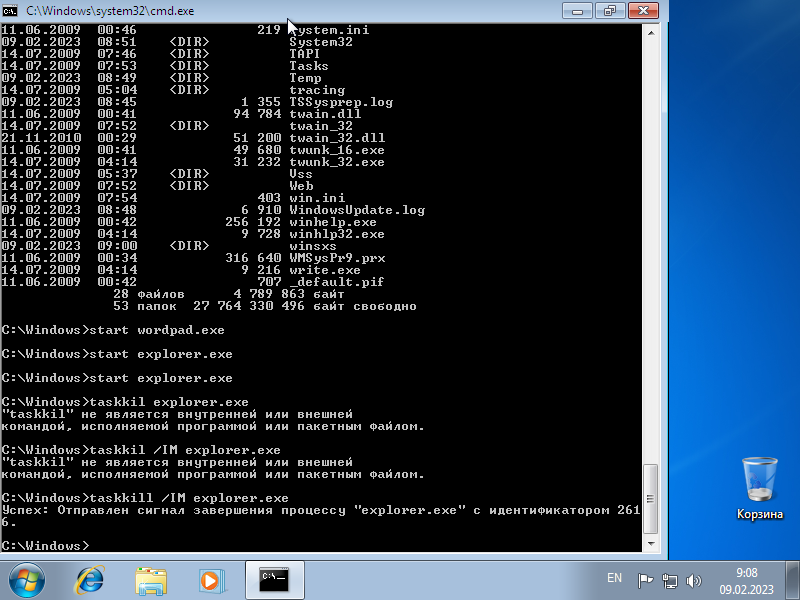 C:\Windows\system32\cmd.exe
11.06.2009  00:46               219 system.ini
09.02.2023  08:51    <DIR>          System32
14.07.2009  07:46    <DIR>          TAPI
14.07.2009  07:53    <DIR>          Tasks
09.02.2023  08:49    <DIR>          Temp
14.07.2009  05:04    <DIR>          tracing
09.02.2023  08:45             1 355 TSSysprep.log
11.06.2009  00:41            94 784 twain.dll
14.07.2009  07:52    <DIR>          twain_32
21.11.2010  00:29            51 200 twain_32.dll
11.06.2009  00:41            49 680 twunk_16.exe
14.07.2009  04:14            31 232 twunk_32.exe
14.07.2009  05:37    <DIR>          Vss
14.07.2009  07:52    <DIR>          Web
14.07.2009  07:54               403 win.ini
09.02.2023  08:48             6 910 WindowsUpdate.log
11.06.2009  00:42           256 192 winhelp.exe
14.07.2009  04:14             9 728 winhlp32.exe
09.02.2023  09:00    <DIR>          winsxs
11.06.2009  00:34           316 640 WMSysPr9.prx
14.07.2009  04:14             9 216 write.exe
11.06.2009  00:42               707 _default.pif
28 файлов      4 789 863 байт
53 папок  27 764 330 496 байт свободно
C:\Windows>start wordpad.exe
C:\Windows>start explorer.exe
C:\Windows>start explorer.exe
C:\Windows>taskkil explorer.exe
"taskkil" не является внутренней или внешней
командой, исполняемой программой или пакетным файлом.
C:\Windows>taskkil /IM explorer.exe
"taskkil" не является внутренней или внешней
командой, исполняемой программой или пакетным файлом.
C:\Windows>taskkill /IM explorer.exe
Успех: Отправлен сигнал завершения процессу "explorer.exe" с идентификатором 261
6.
C:\Windows>
Корзина
C:\_
EN
9:08
09.02.2023